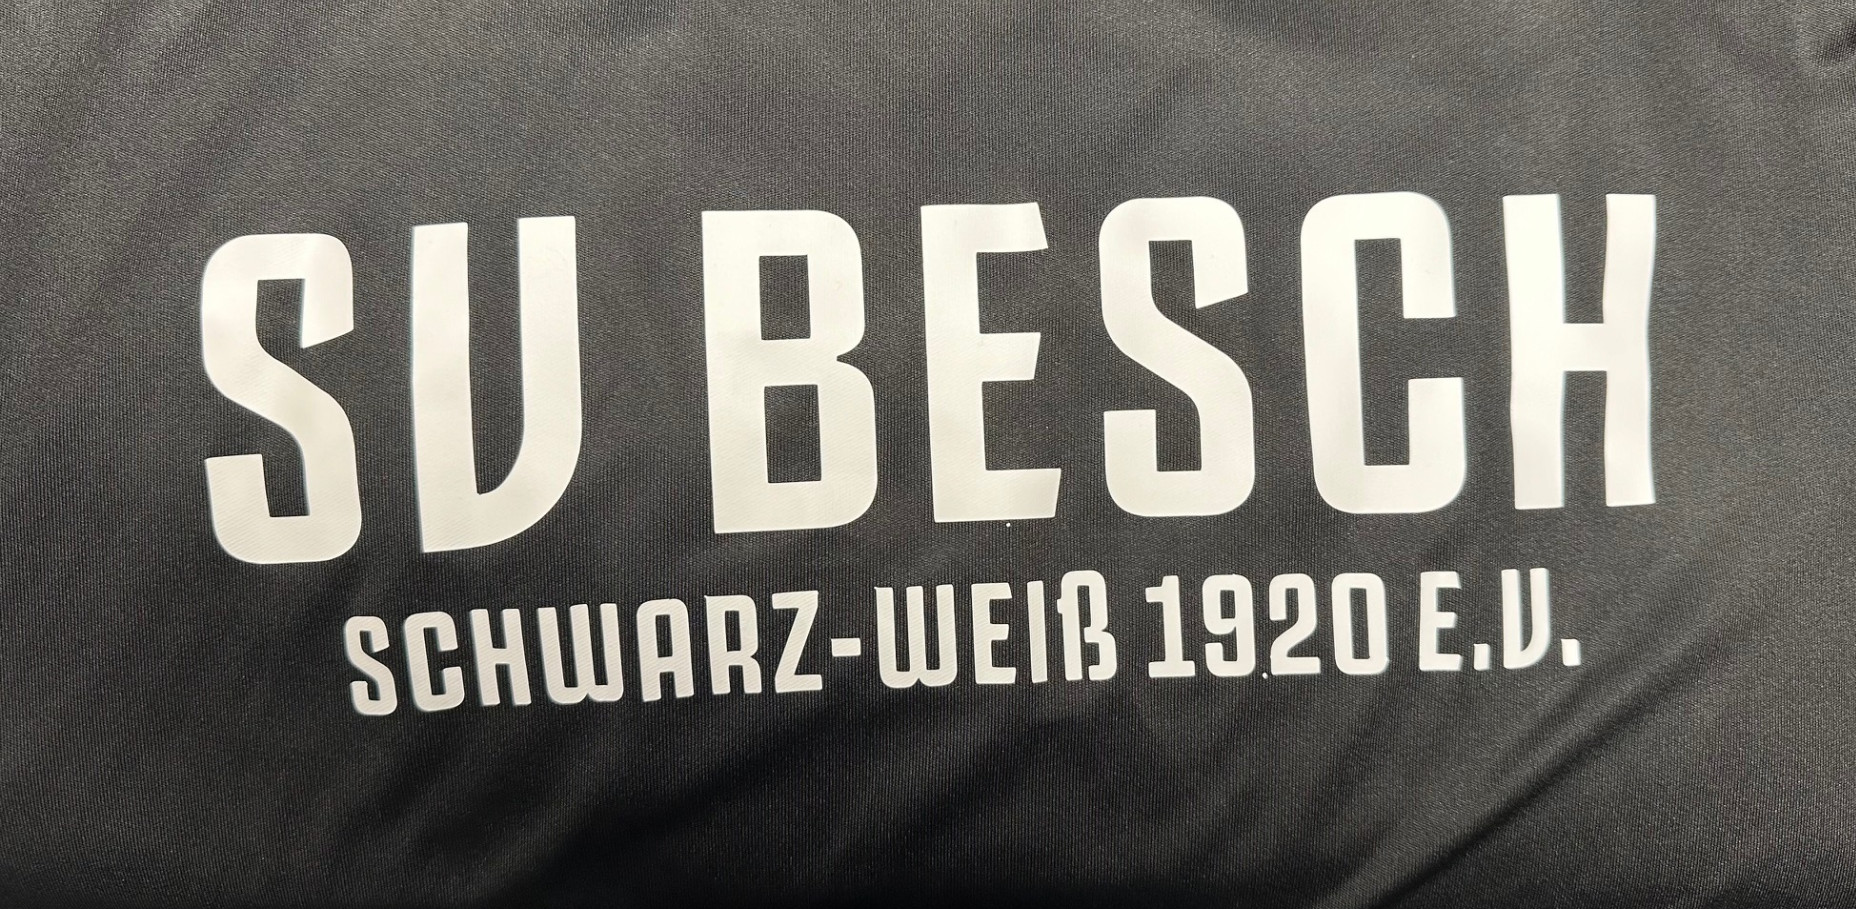 SV BESCH
SCHWARZ-WEIß 1920 E.V.